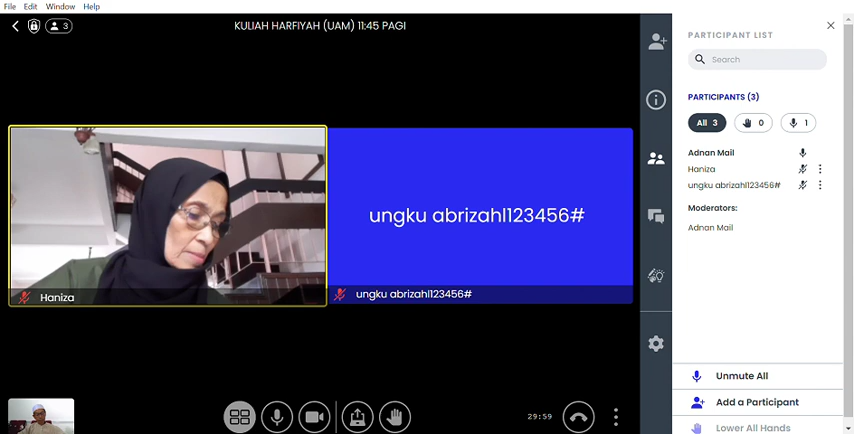 File Edit Window Help
3
KULIAH HARFIYAH (UAM) 11:45 PAGI
ungku abrizahl123456#
Haniza
ungku abrizahl123456#
29:59
PARTICIPANT LIST
Search
PARTICIPANTS (3)
All 3 0 1
Adnan Mail
Haniza
ungku abrizahl123456#
Moderators:
Adnan Mail
Unmute All
Add a Participant
Lower All Hands